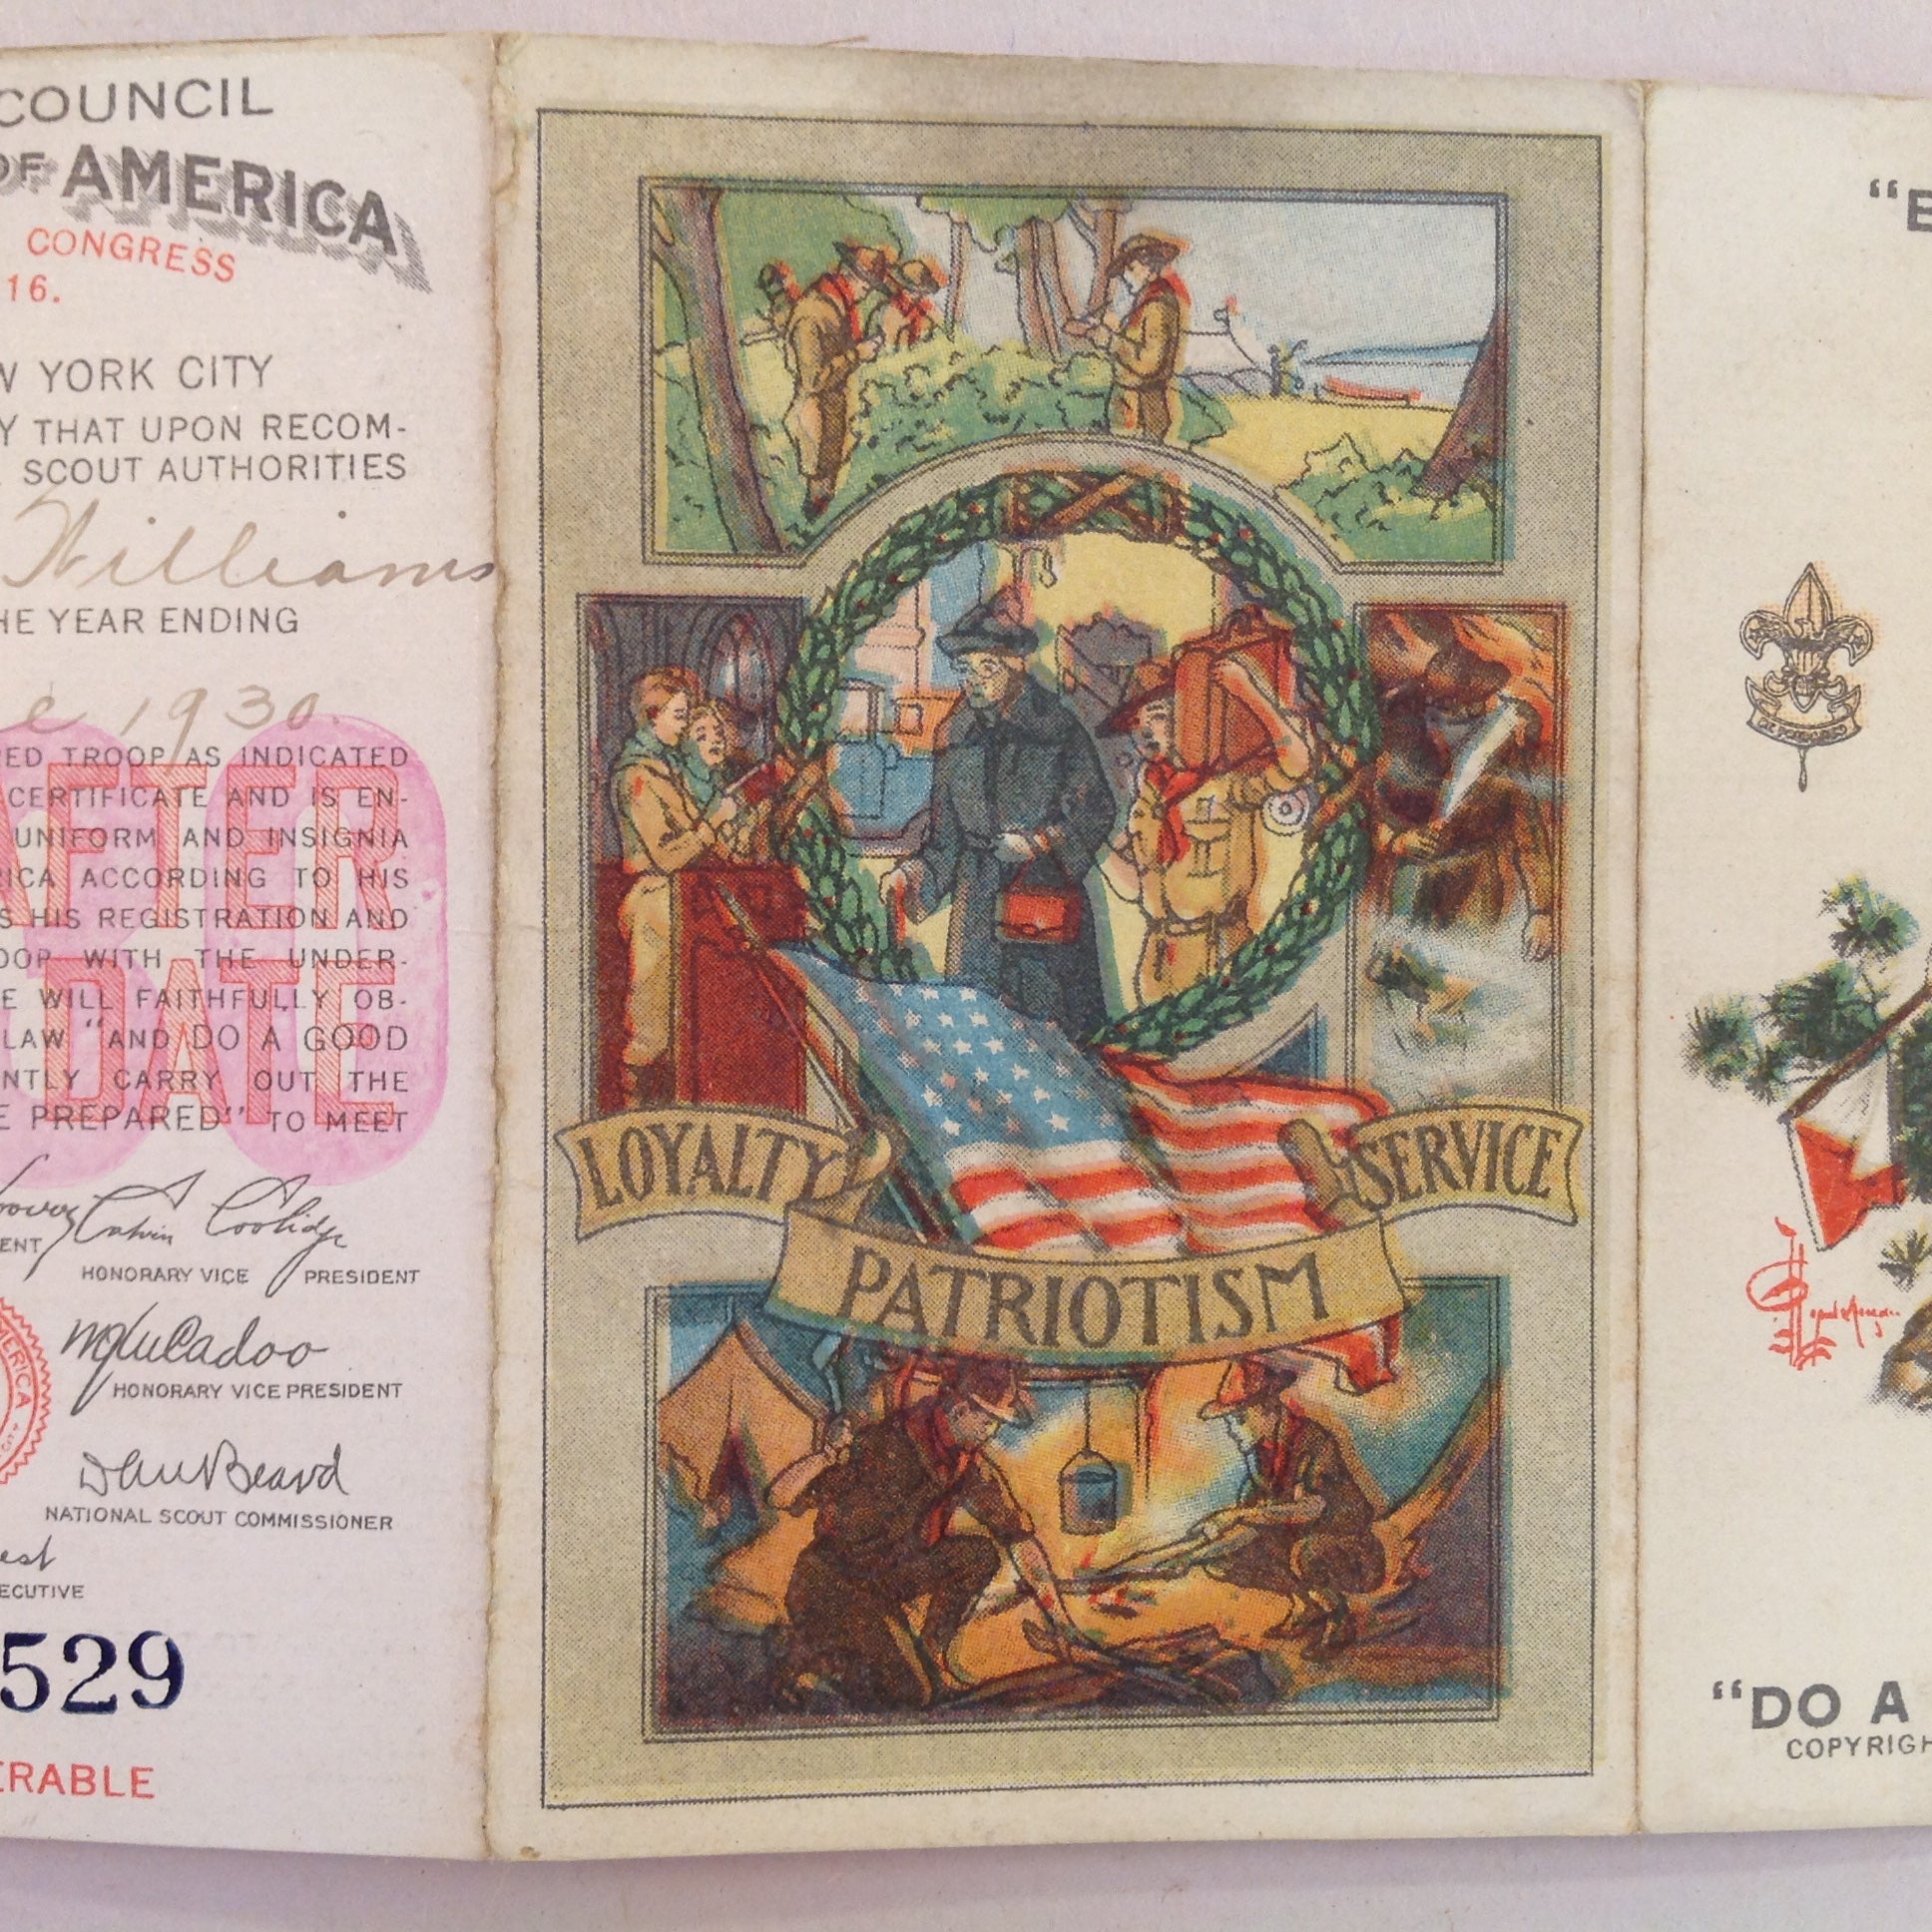 COUNCIL
OF AMERICA
CONGRESS
16.
W YORK CITY
Y THAT UPON RECOM-
SCOUT AUTHORITIES
Williams
HE YEAR ENDING
e 1930.
ED TROOP AS INDICATED
CERTIFICATE AND IS EN-
UNIFORM AND INSIGNIA
ICA ACCORDING TO HIS
S HIS REGISTRATION AND
OOP WITH THE UNDER-
E WILL FAITHFULLY OB-
LAW "AND DO A GOOD
NTLY CARRY OUT THE
E PREPARED" TO MEET
AFTER
DATE
Calvin Coolidge
ENT
HONORARY VICE PRESIDENT
HONORARY VICE PRESIDENT
Dan Beard
NATIONAL SCOUT COMMISSIONER
est
ECUTIVE
529
ERABLE
LOYALTY
SERVICE
PATRIOTISM
"B
BE PREPARED
"DO A
COPYRIGH